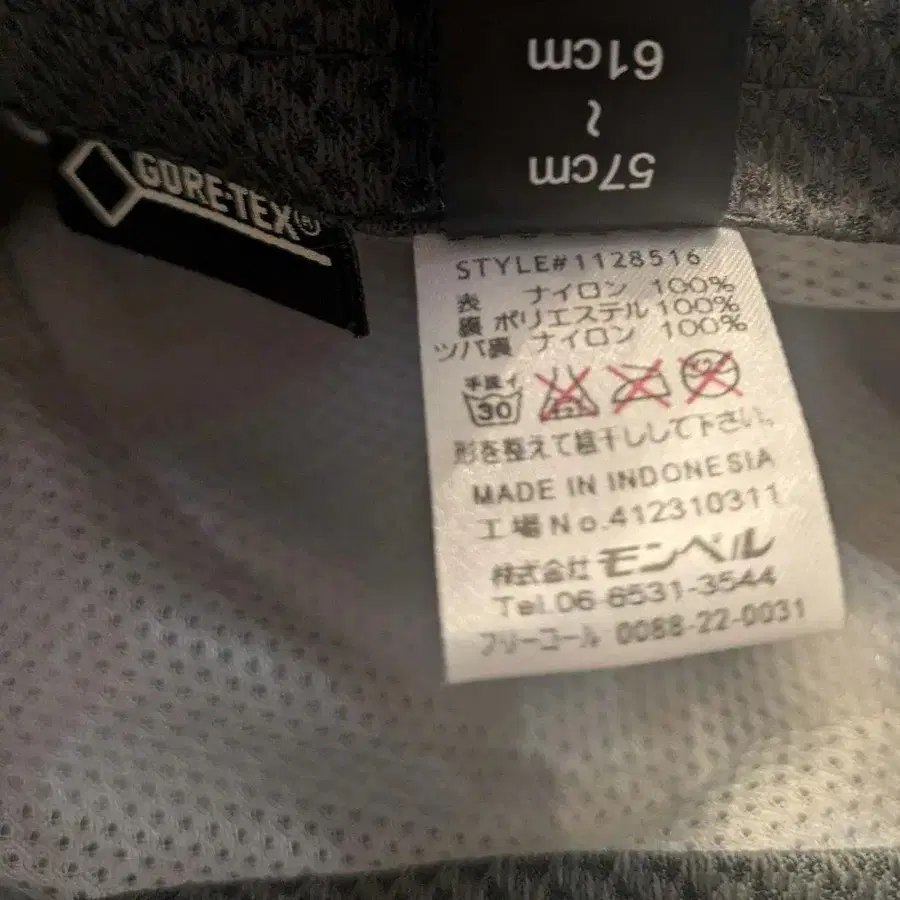 57cm
~
61cm
GORE-TEX®
STYLE#1128516
表 ナイロン 100%
裏 ポリエステル 100%
ツバ裏 ナイロン 100%
手洗イ
30
形を整えて陰干しして下さい。
MADE IN INDONESIA
工場No.412310311
株式会社 モンベル
Tel.06-6531-3544
フリーコール 0088-22-0031